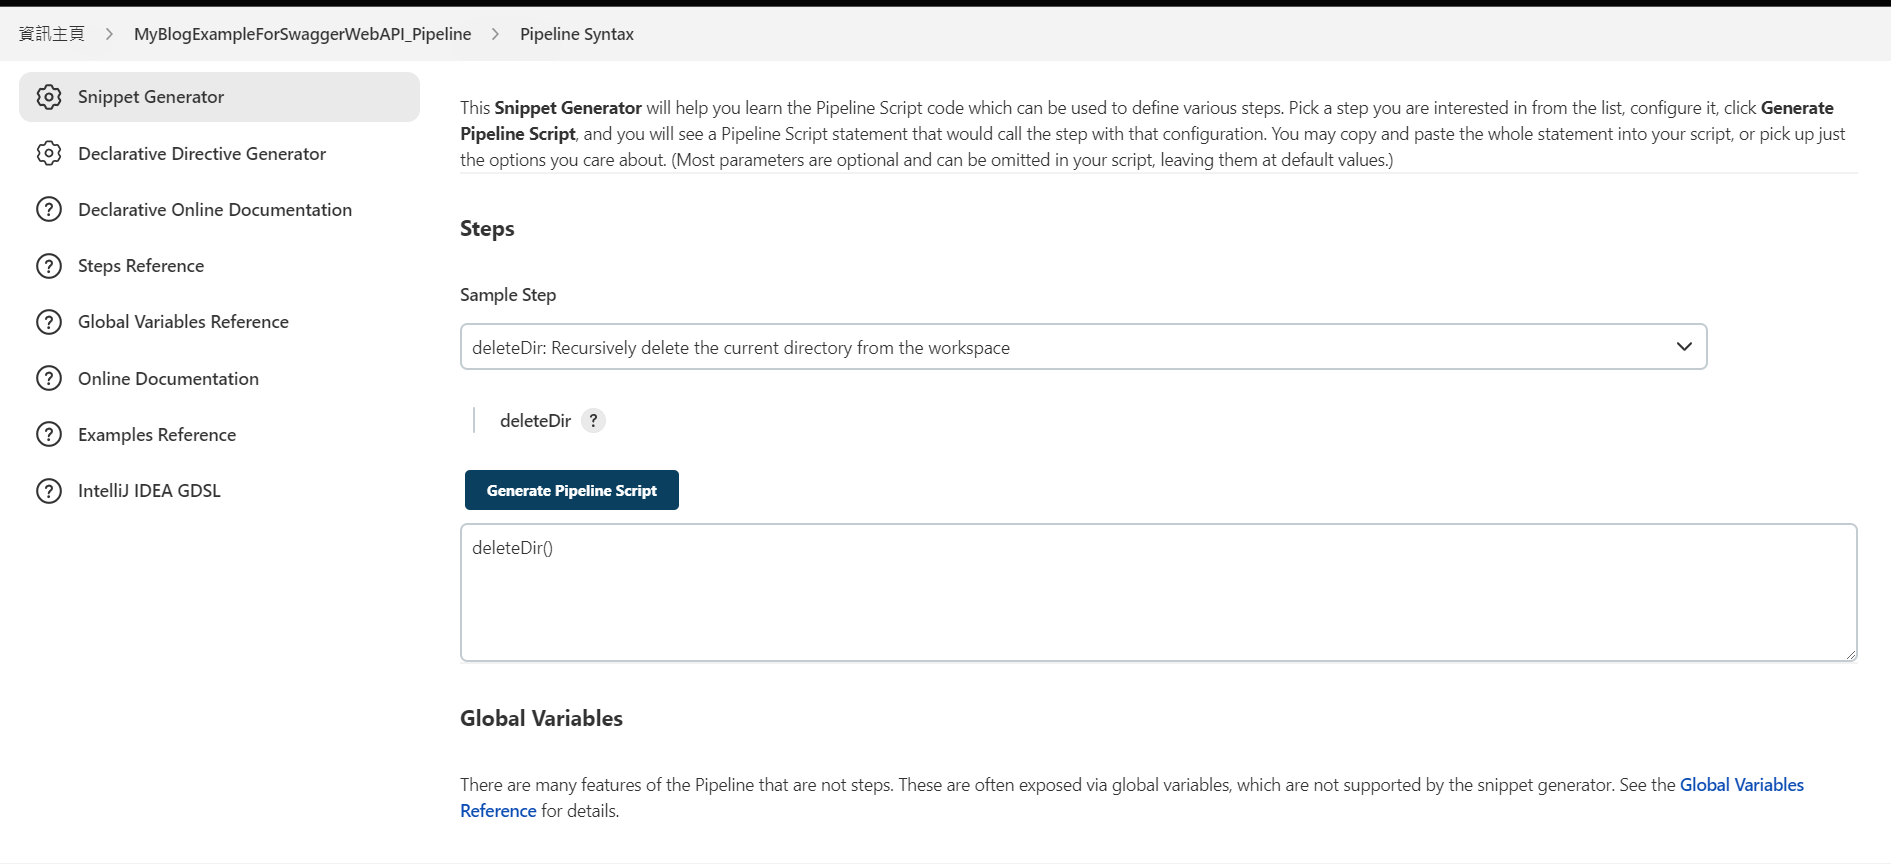 資訊主頁 > MyBlogExampleForSwaggerWebAPI_Pipeline > Pipeline Syntax
Snippet Generator
Declarative Directive Generator
Declarative Online Documentation
Steps Reference
Global Variables Reference
Online Documentation
Examples Reference
IntelliJ IDEA GDSL
This Snippet Generator will help you learn the Pipeline Script code which can be used to define various steps. Pick a step you are interested in from the list, configure it, click Generate
Pipeline Script, and you will see a Pipeline Script statement that would call the step with that configuration. You may copy and paste the whole statement into your script, or pick up just
the options you care about. (Most parameters are optional and can be omitted in your script, leaving them at default values.)
Steps
Sample Step
deleteDir: Recursively delete the current directory from the workspace
deleteDir ?
Generate Pipeline Script
deleteDir()
Global Variables
There are many features of the Pipeline that are not steps. These are often exposed via global variables, which are not supported by the snippet generator. See the Global Variables
Reference for details.